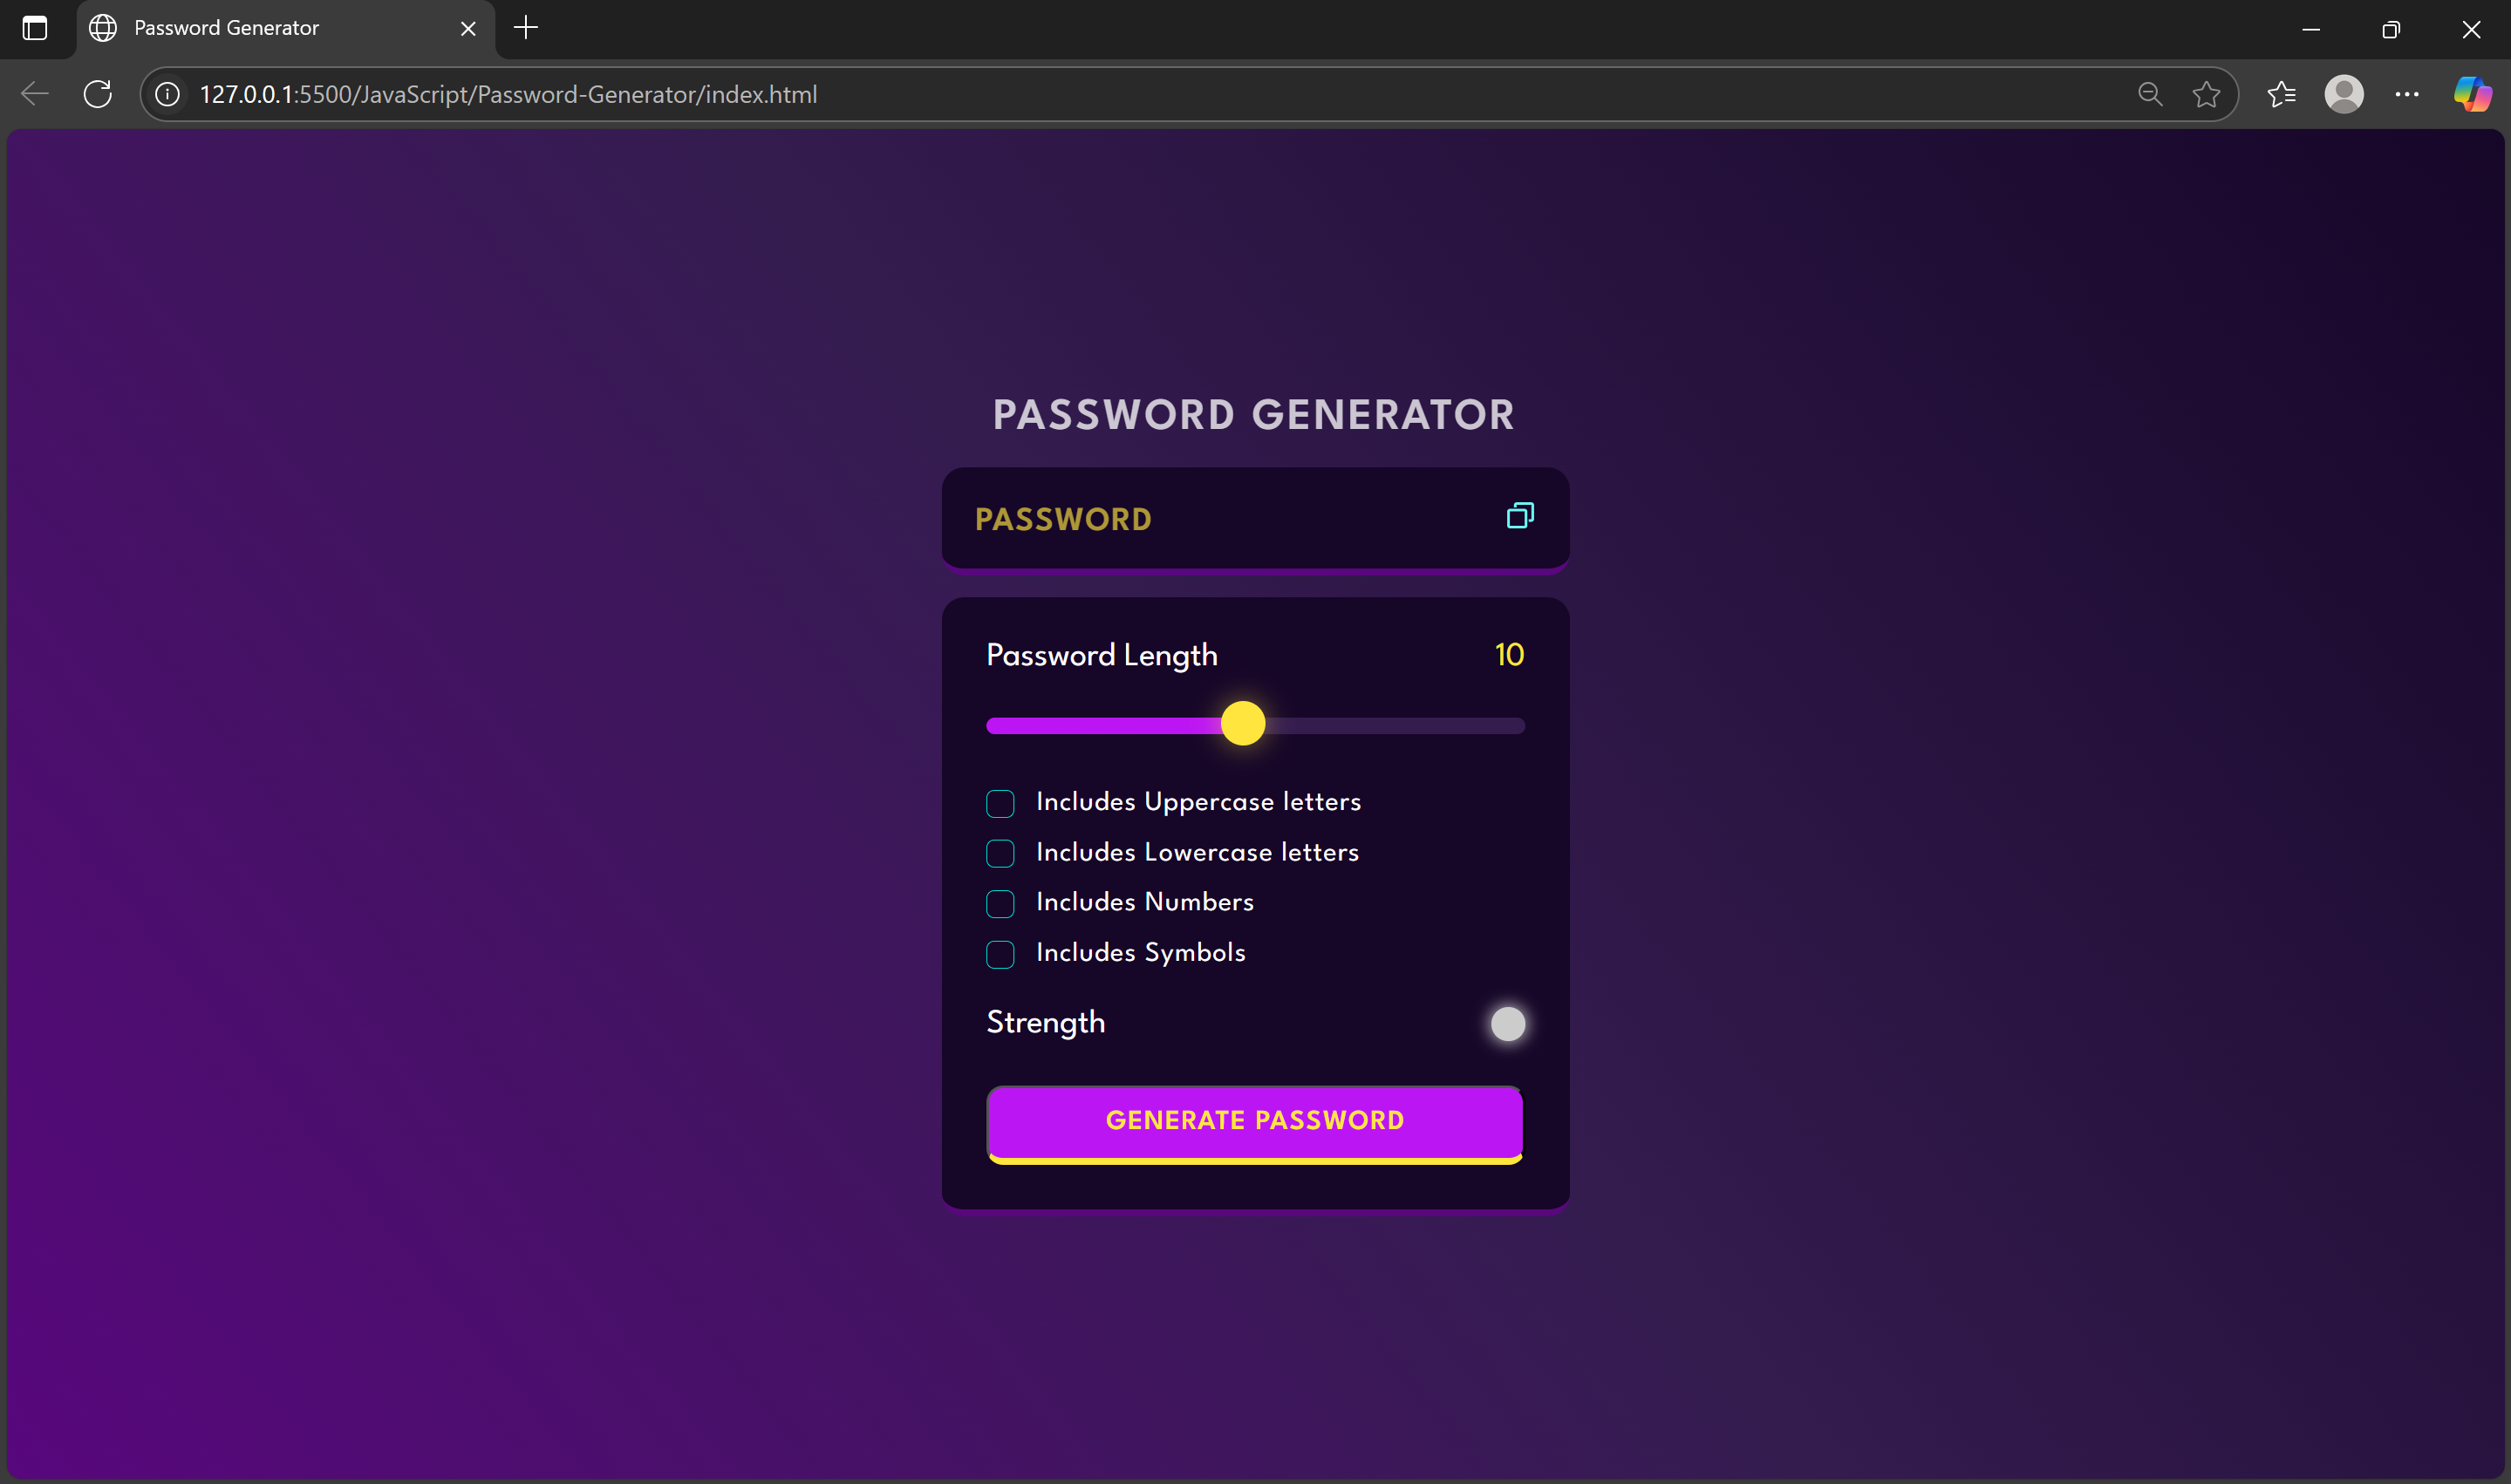 Password Generator
127.0.0.1:5500/JavaScript/Password-Generator/index.html
PASSWORD GENERATOR
PASSWORD
Password Length 10
Includes Uppercase letters
Includes Lowercase letters
Includes Numbers
Includes Symbols
Strength
GENERATE PASSWORD